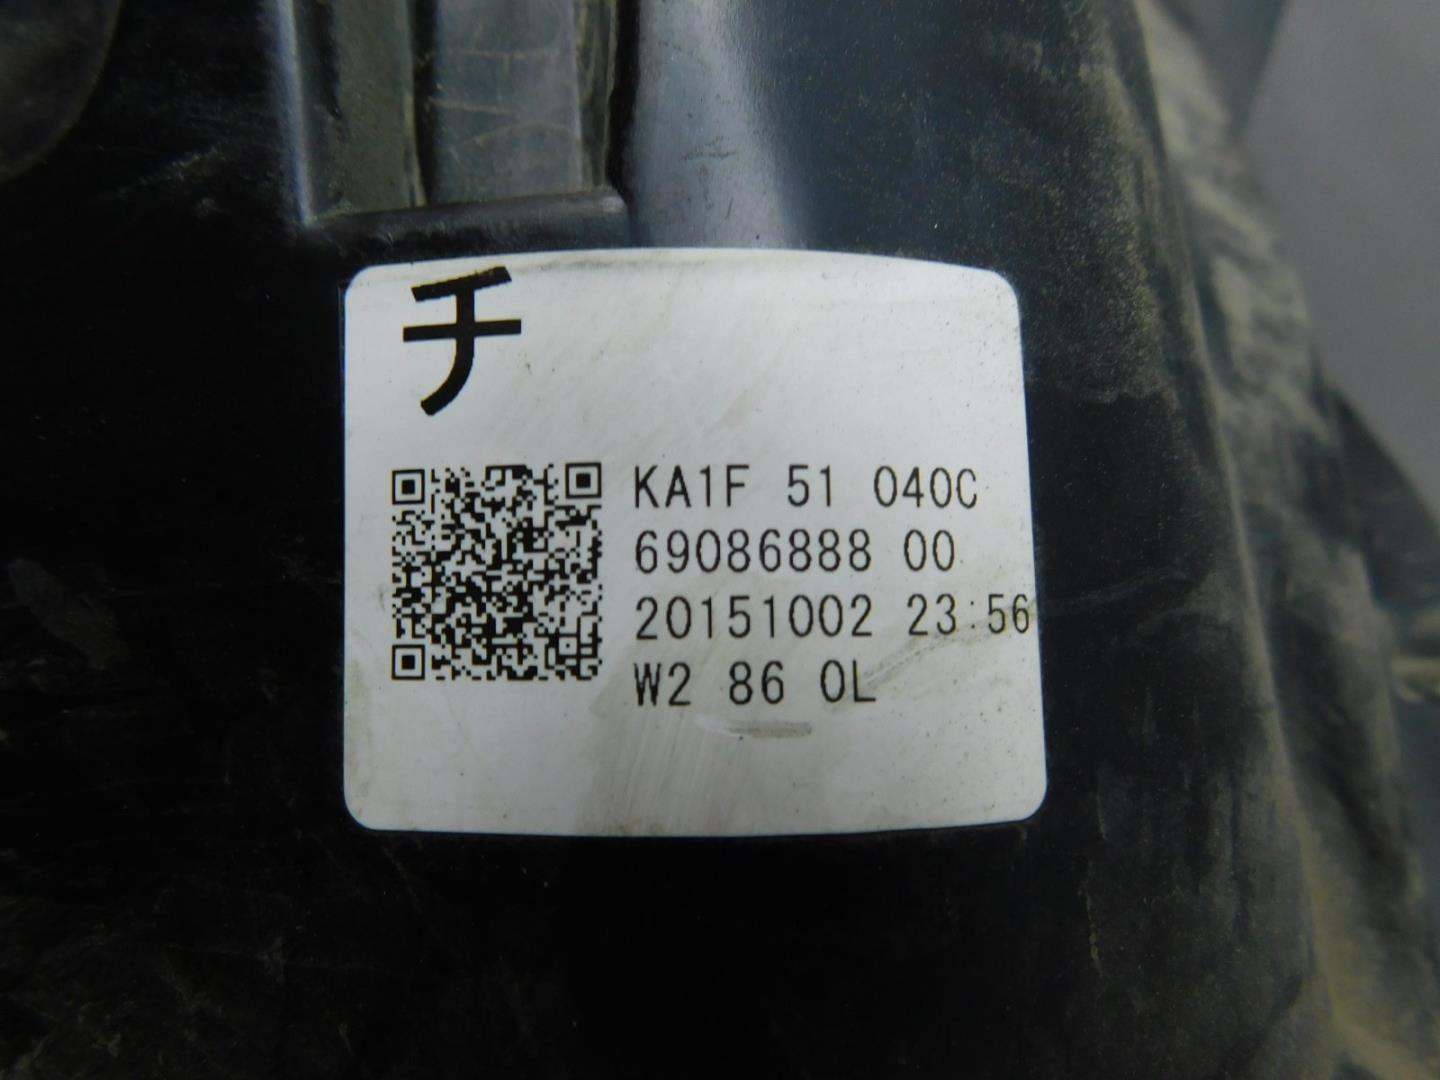 チ
KA1F 51 040C
69086888 00
20151002 23:56
W2 86 0L